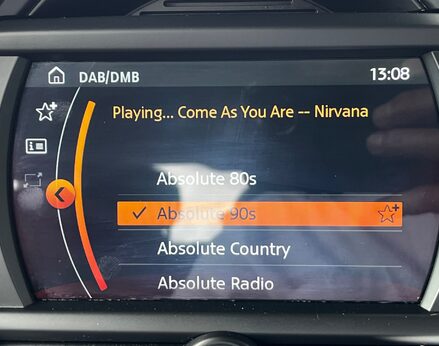 DAB/DMB 13:08
Playing... Come As You Are -- Nirvana
Absolute 80s
Absolute 90s
Absolute Country
Absolute Radio